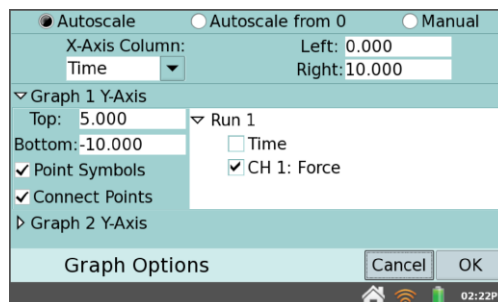 Autoscale Autoscale from 0 Manual
X-Axis Column: Left: 0.000
Time Right: 10.000
Graph 1 Y-Axis
Top: 5.000 Run 1
Bottom: -10.000 Time
Point Symbols CH 1: Force
Connect Points
Graph 2 Y-Axis
Graph Options Cancel OK
02:22P